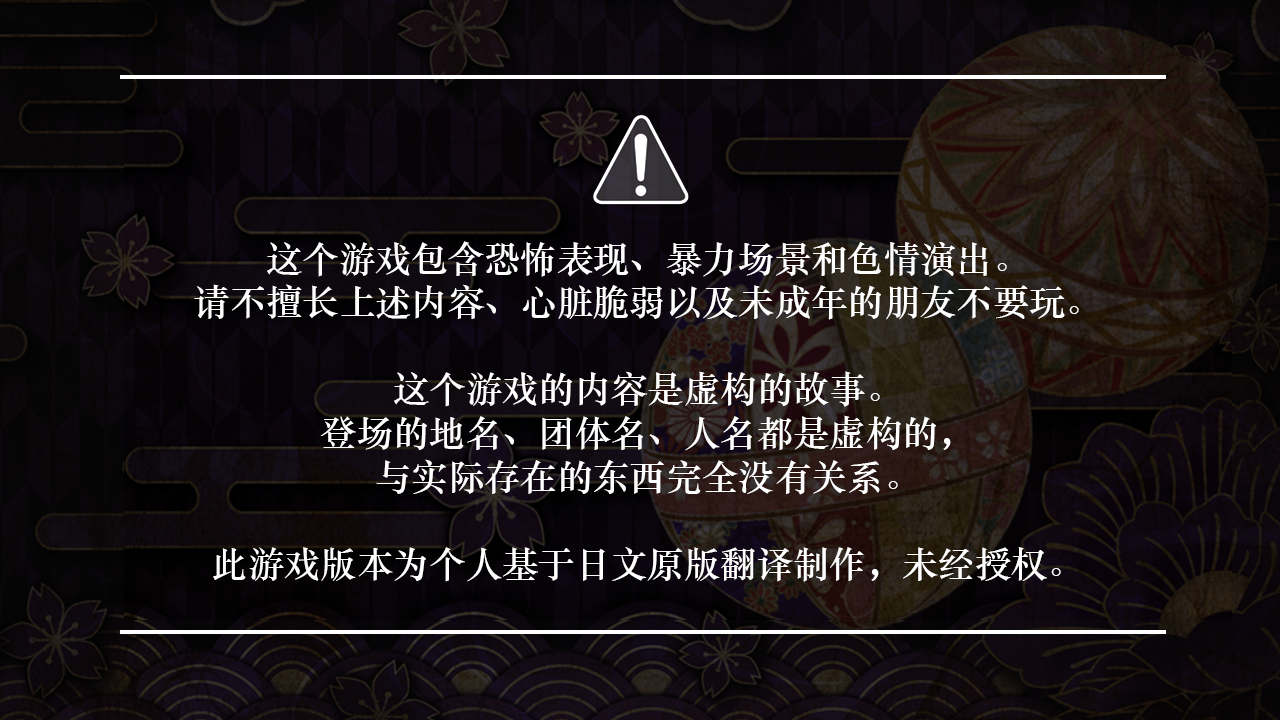 这个游戏包含恐怖表现、暴力场景和色情演出。
请不擅长上述内容、心脏脆弱以及未成年的朋友不要玩。
这个游戏的内容是虚构的故事。
登场的地名、团体名、人名都是虚构的，
与实际存在的东西完全没有关系。
此游戏版本为个人基于日文原版翻译制作，未经授权。